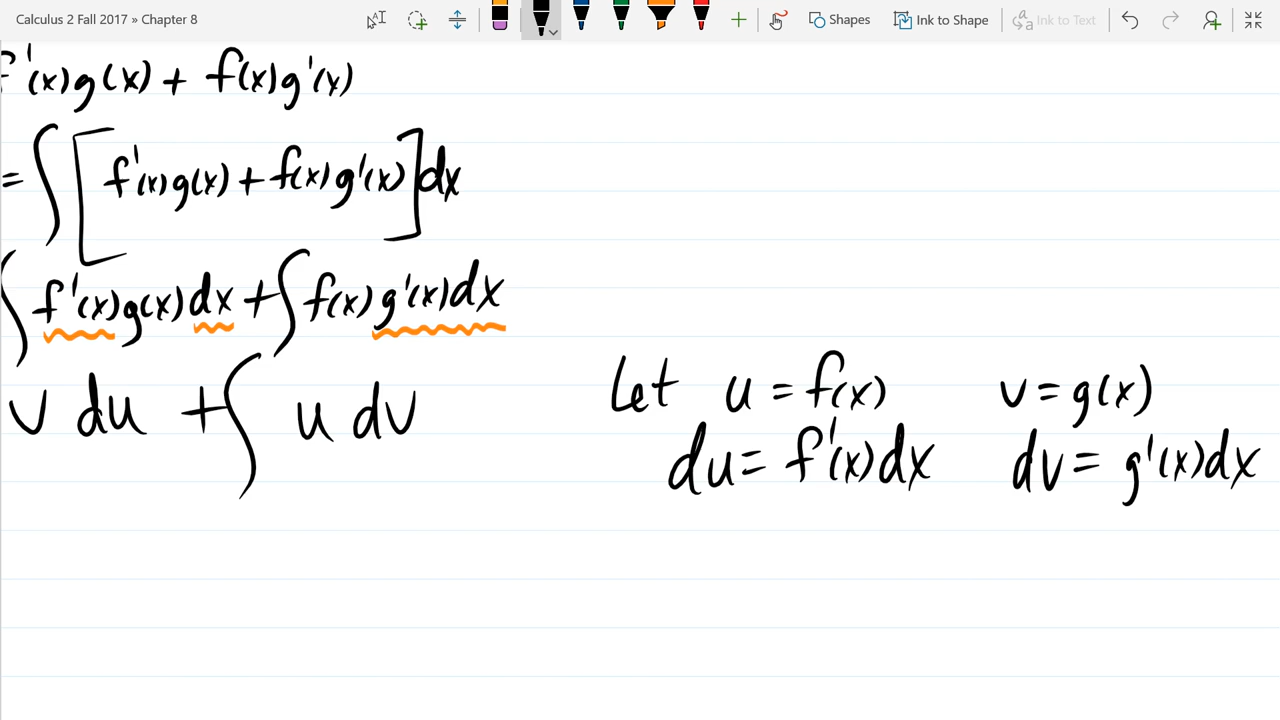 Calculus 2 Fall 2017 » Chapter 8
Shapes
Ink to Shape
Ink to Text
f'(x)g(x) + f(x)g'(x)
= ∫ [f'(x)g(x) + f(x)g'(x)] dx
∫ f'(x)g(x) dx + ∫ f(x)g'(x)dx
v du + ∫ u dv
Let u = f(x) v = g(x)
du = f'(x)dx dv = g'(x)dx